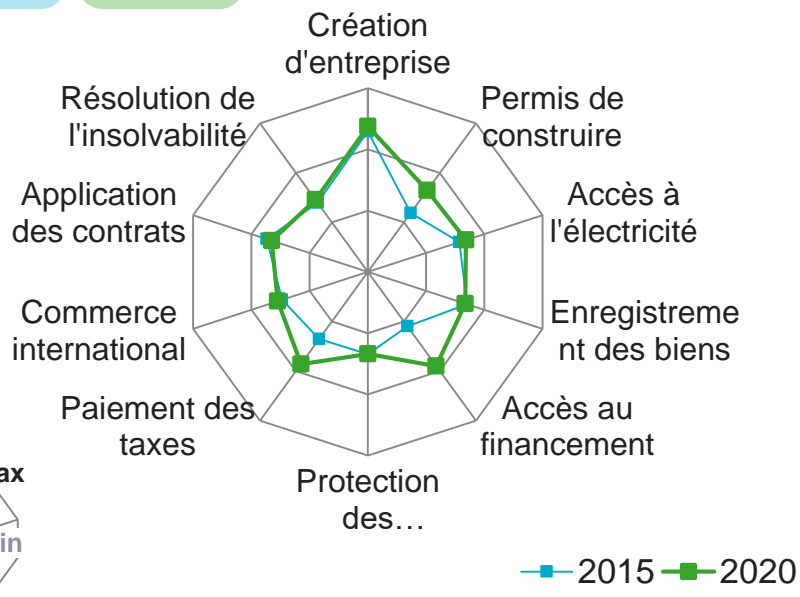 Création
d'entreprise
Permis de
construire
Accès à
l'électricité
Enregistreme
nt des biens
Accès au
financement
Protection
des…
Paiement des
taxes
Commerce
international
Application
des contrats
Résolution de
l'insolvabilité
ax
in
2015
2020